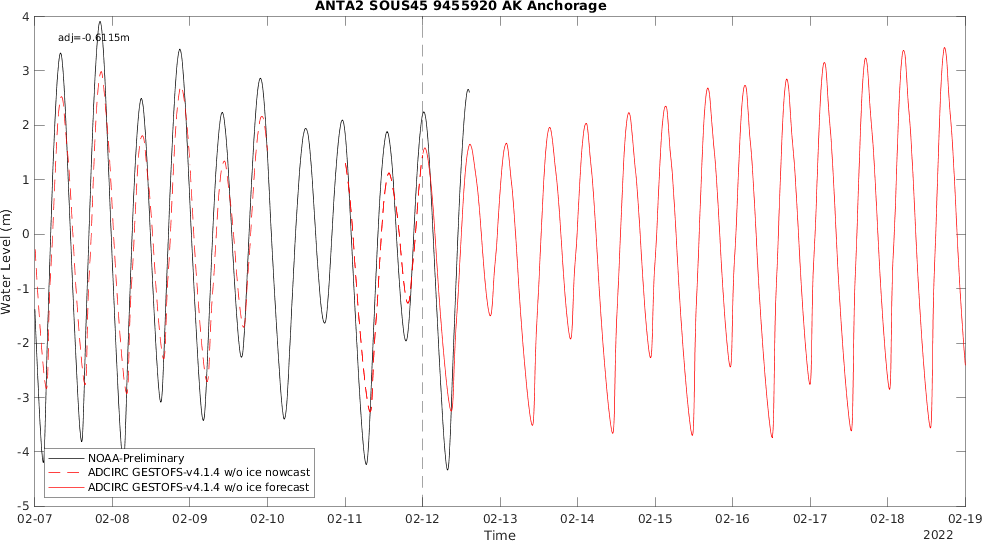 ANTA2 SOUS45 9455920 AK Anchorage
adj=-0.6115m
4
3
2
1
0
-1
-2
-3
-4
-5
Water Level (m)
NOAA-Preliminary
ADCIRC GESTOFS-v4.1.4 w/o ice nowcast
ADCIRC GESTOFS-v4.1.4 w/o ice forecast
02-07 02-08 02-09 02-10 02-11 02-12 02-13 02-14 02-15 02-16 02-17 02-18 02-19
Time
2022